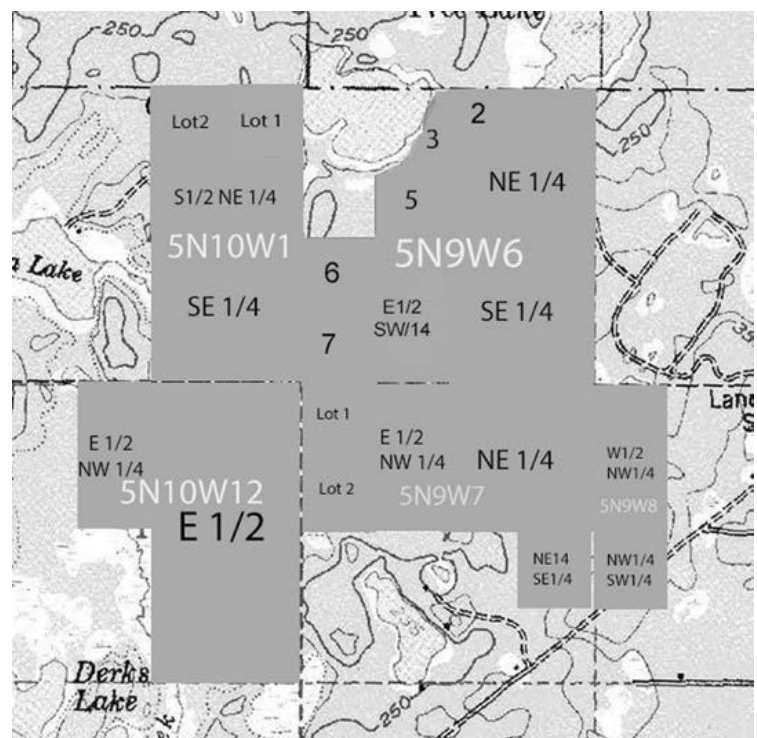 250
250
Lot2 Lot 1
2
3
S1/2 NE 1/4
NE 1/4
5
250
5N10W1
5N9W6
Lake
6
SE 1/4
E1/2
SW/14
SE 1/4
7
Lot 1
E 1/2
NW 1/4
E 1/2
NW 1/4
NE 1/4
W1/2
NW1/4
5N10W12
Lot 2
5N9W7
5N9W8
E 1/2
NE14
SE1/4
NW1/4
SW1/4
Derks
Lake
250